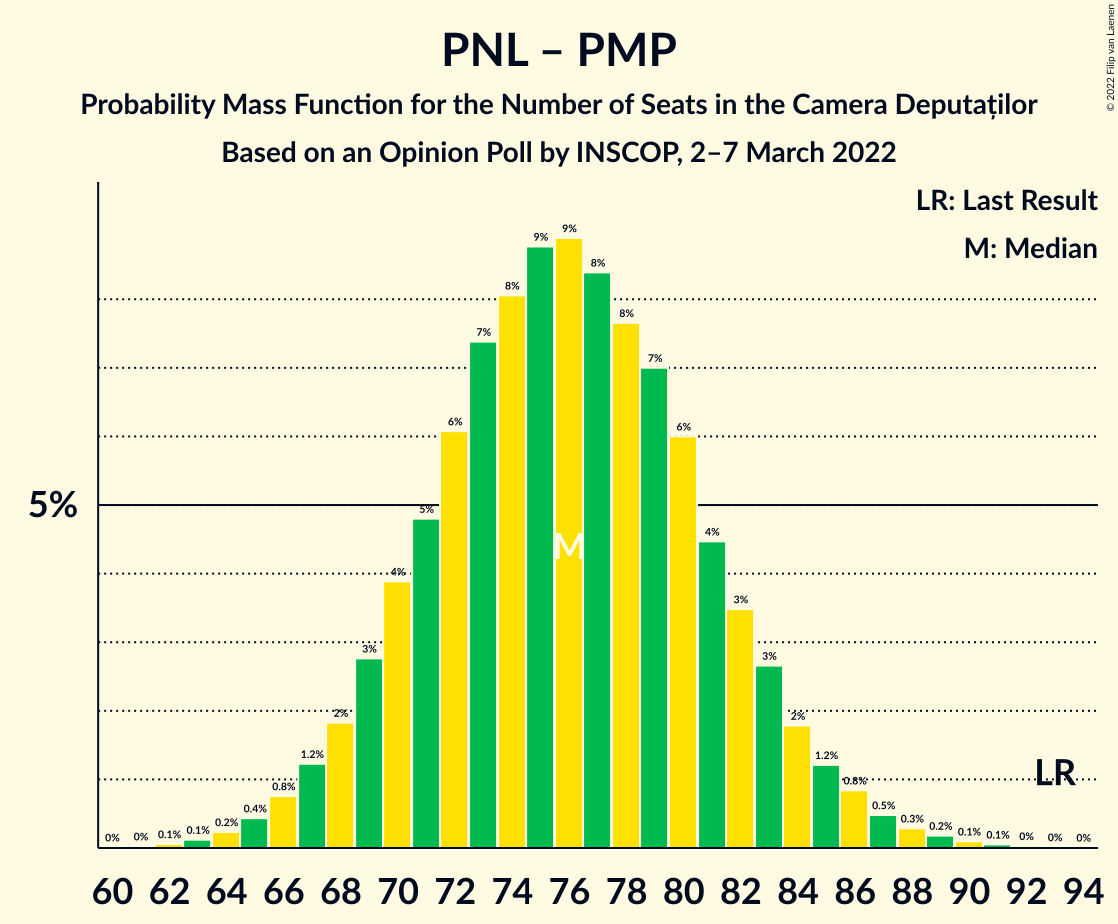 PNL – PMP
Probability Mass Function for the Number of Seats in the Camera Deputaților
Based on an Opinion Poll by INSCOP, 2–7 March 2022
© 2022 Filip van Laenen
LR: Last Result
M: Median
5%
0% 0% 0.1% 0.1% 0.2% 0.4% 0.8% 1.2% 2% 3% 4% 5% 6% 7% 8% 9% 9% 8% 8% 7% 6% 4% 3% 3% 2% 1.2% 0.8% 0.5% 0.3% 0.2% 0.1% 0.1% 0% 0% 0%
M
LR
60 62 64 66 68 70 72 74 76 78 80 82 84 86 88 90 92 94